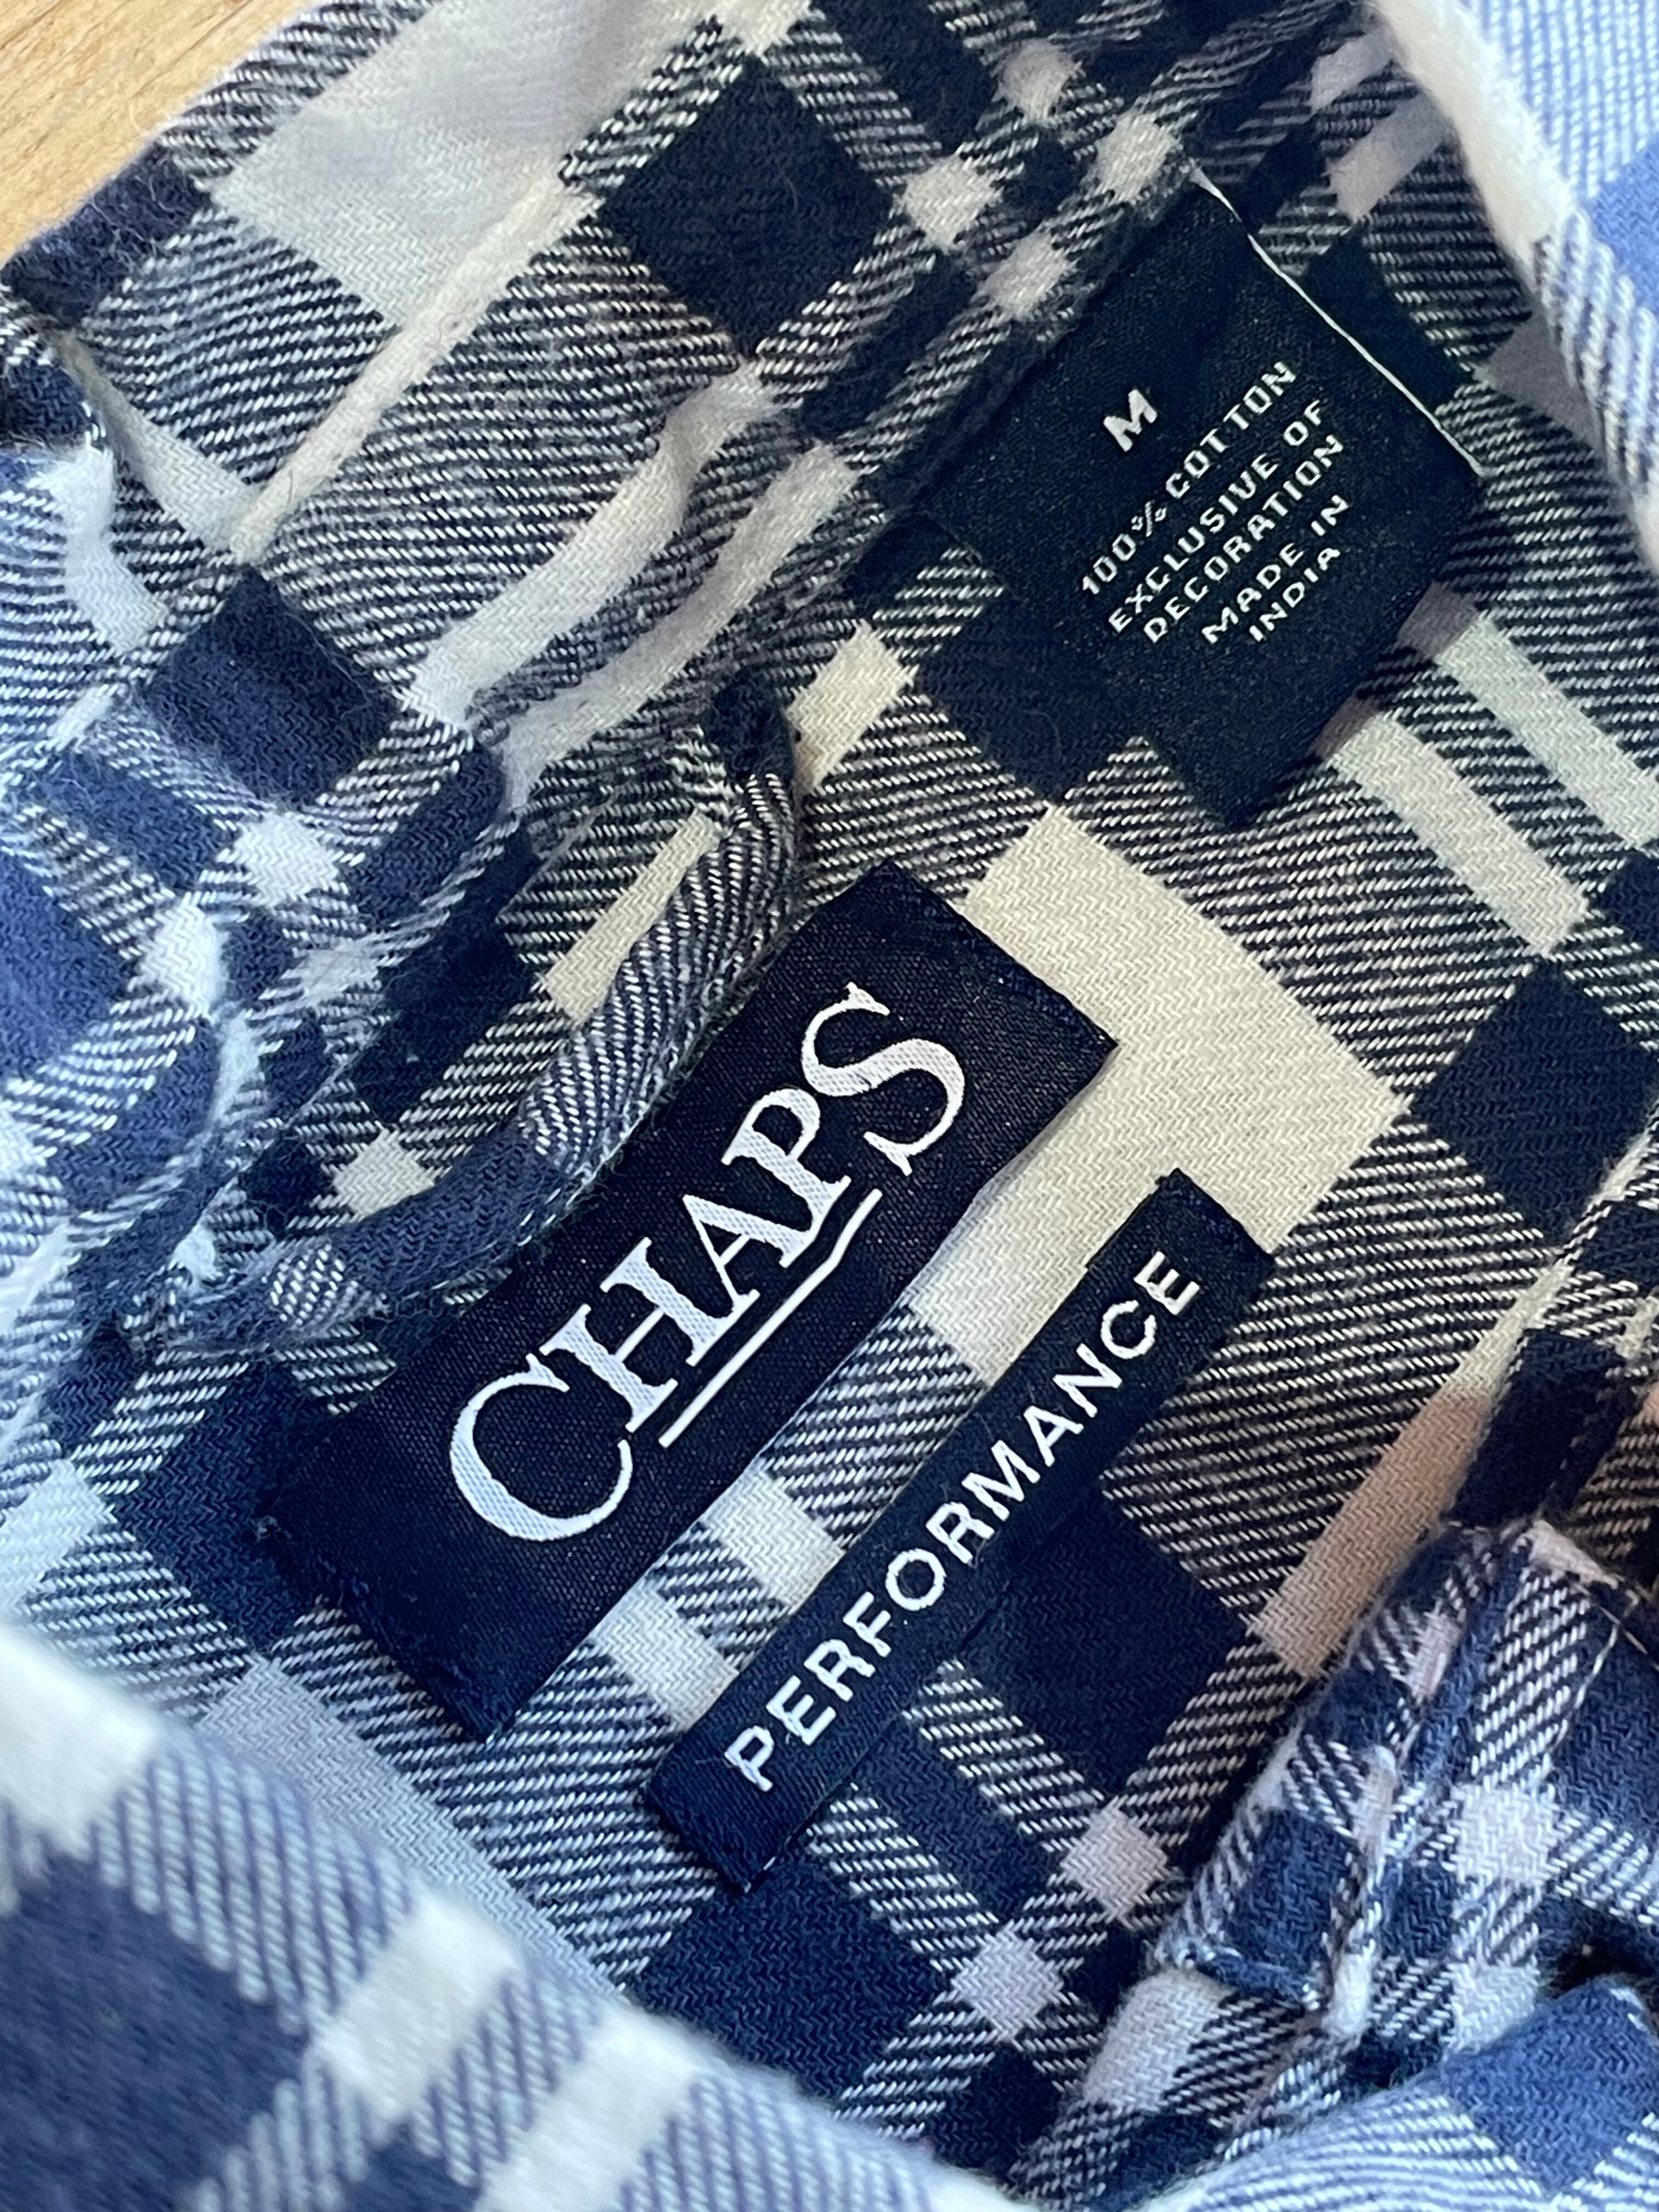 M
100% COTTON
EXCLUSIVE OF
DECORATION
MADE IN
INDIA
CHAPS
PERFORMANCE